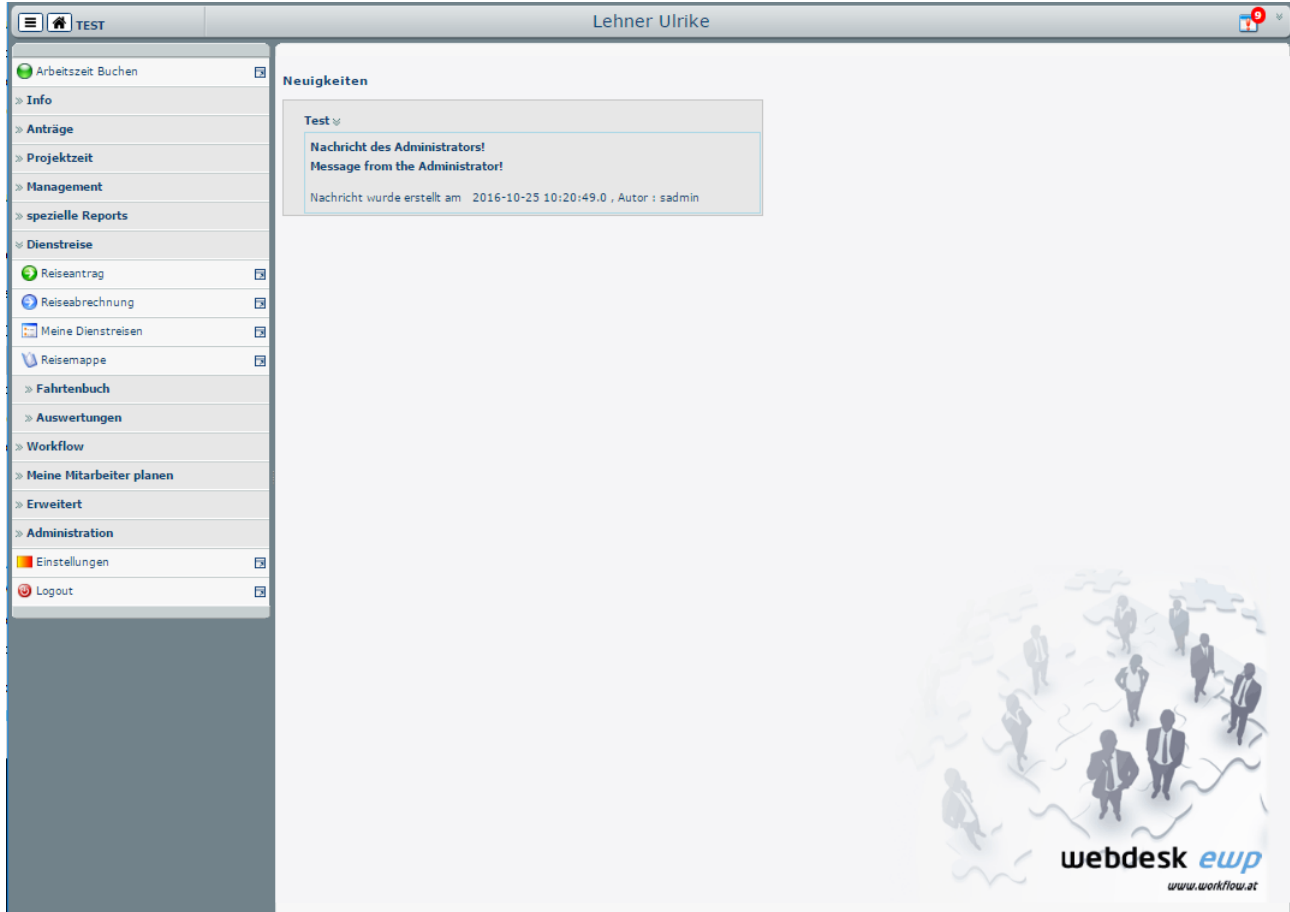 TEST
Lehner Ulrike
9
Arbeitszeit Buchen
» Info
» Anträge
» Projektzeit
» Management
» spezielle Reports
Dienstreise
Reiseantrag
Reiseabrechnung
Meine Dienstreisen
Reisemappe
» Fahrtenbuch
» Auswertungen
» Workflow
» Meine Mitarbeiter planen
» Erweitert
» Administration
Einstellungen
Logout
Neuigkeiten
Test
Nachricht des Administrators!
Message from the Administrator!
Nachricht wurde erstellt am 2016-10-25 10:20:49.0 , Autor : sadmin
webdesk ewp
www.workflow.at